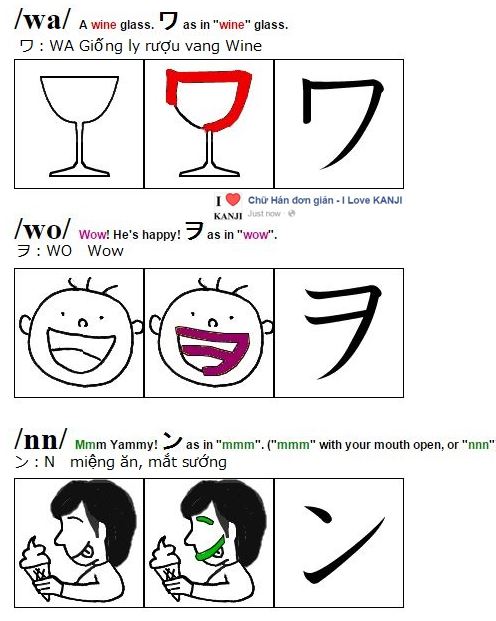 /wa/ A wine glass. ワ as in "wine" glass.
ワ : WA Giống ly rượu vang Wine
ワ
I ❤ KANJI
Chữ Hán đơn giản - I Love KANJI
Just now
/wo/ Wow! He's happy! ヲ as in "wow".
ヲ : WO Wow
ヲ
/nn/ Mmm Yammy! ン as in "mmm". ("mmm" with your mouth open, or "nnn"
ン : N miệng ăn, mắt sướng
ン